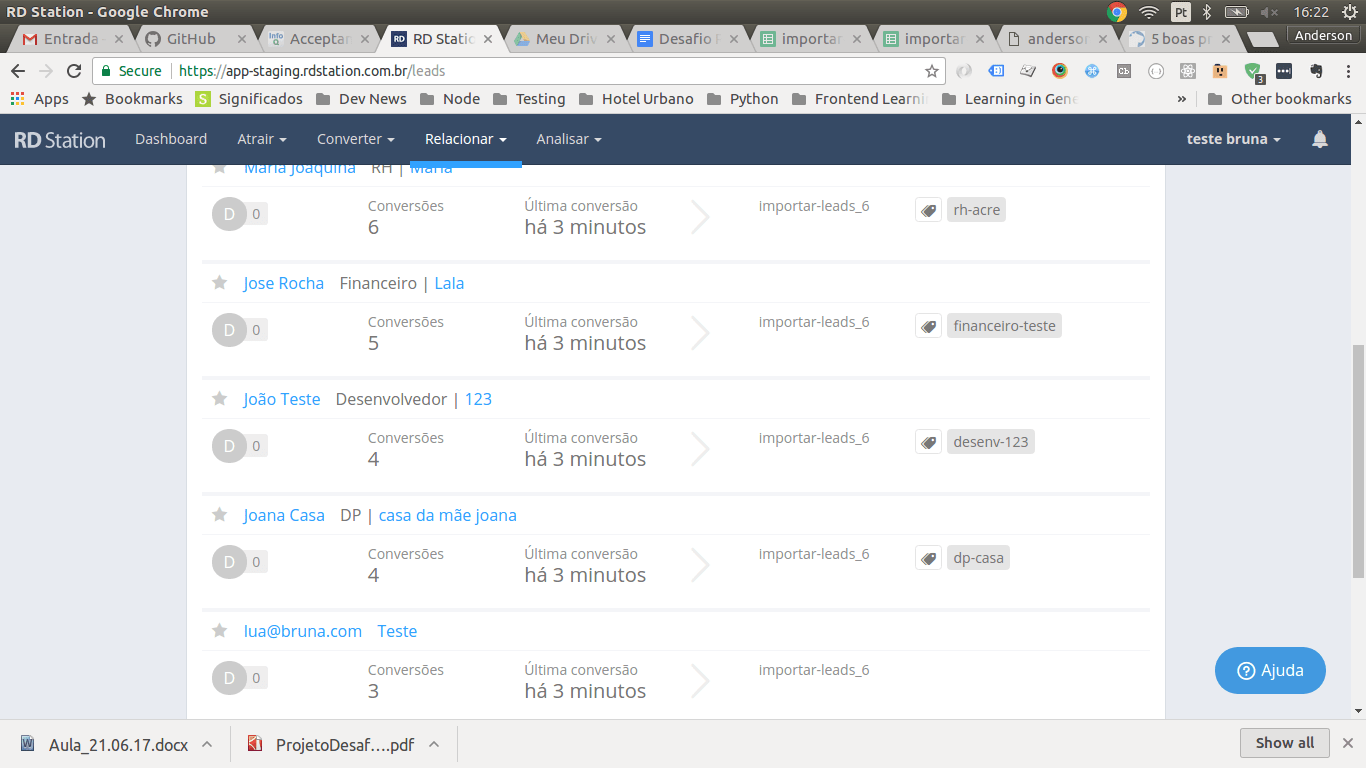 RD Station - Google Chrome
Pt 16:22
Entrada GitHub Acceptan RD Static Meu Driv Desafio importar importar anderson 5 boas pr Anderson
Secure https://app-staging.rdstation.com.br/leads
Apps Bookmarks S Significados Dev News Node Testing Hotel Urbano Python Frontend Learni Learning in Gene » Other bookmarks
RD Station Dashboard Atrair Converter Relacionar Analisar teste bruna
Maria Joaquina RH | Maria
D 0 Conversões Última conversão importar-leads_6 rh-acre
6 há 3 minutos
Jose Rocha Financeiro | Lala
D 0 Conversões Última conversão importar-leads_6 financeiro-teste
5 há 3 minutos
João Teste Desenvolvedor | 123
D 0 Conversões Última conversão importar-leads_6 desenv-123
4 há 3 minutos
Joana Casa DP | casa da mãe joana
D 0 Conversões Última conversão importar-leads_6 dp-casa
4 há 3 minutos
lua@bruna.com Teste
D 0 Conversões Última conversão importar-leads_6
3 há 3 minutos
Ajuda
Aula_21.06.17.docx ProjetoDesaf....pdf Show all